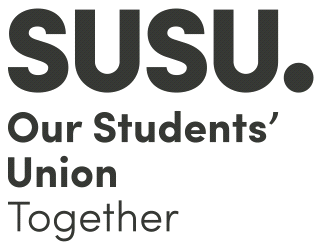 SUSU.
Our Students’
Union
Together